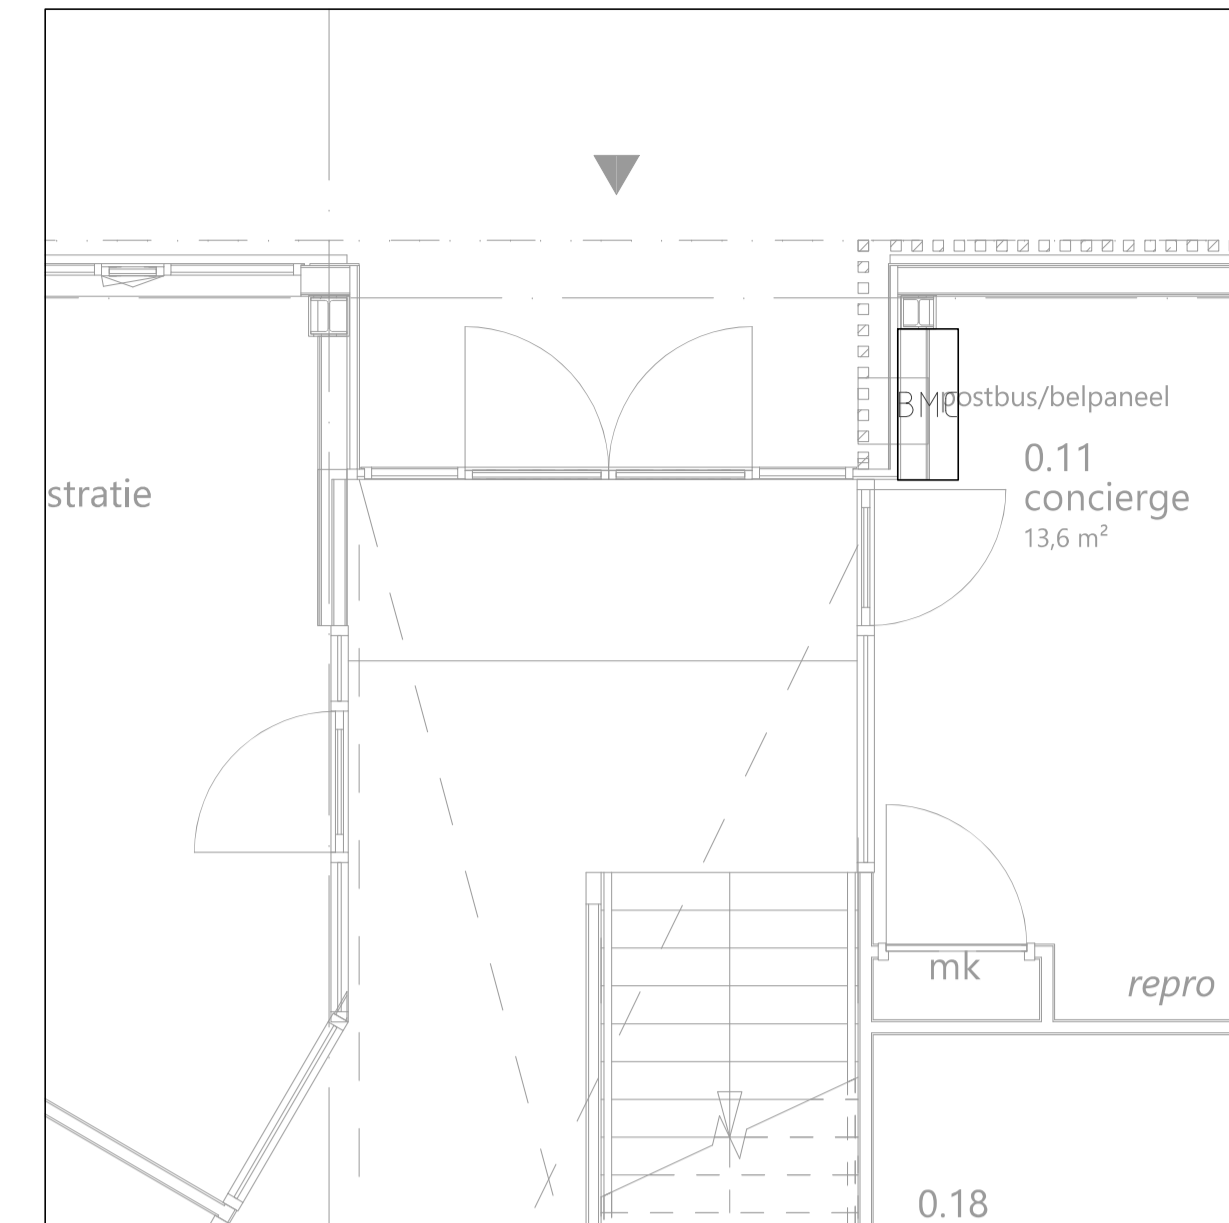 BMC
postbus/belpaneel
0.11
concierge
13,6 m²
stratie
mk
repro
0.18